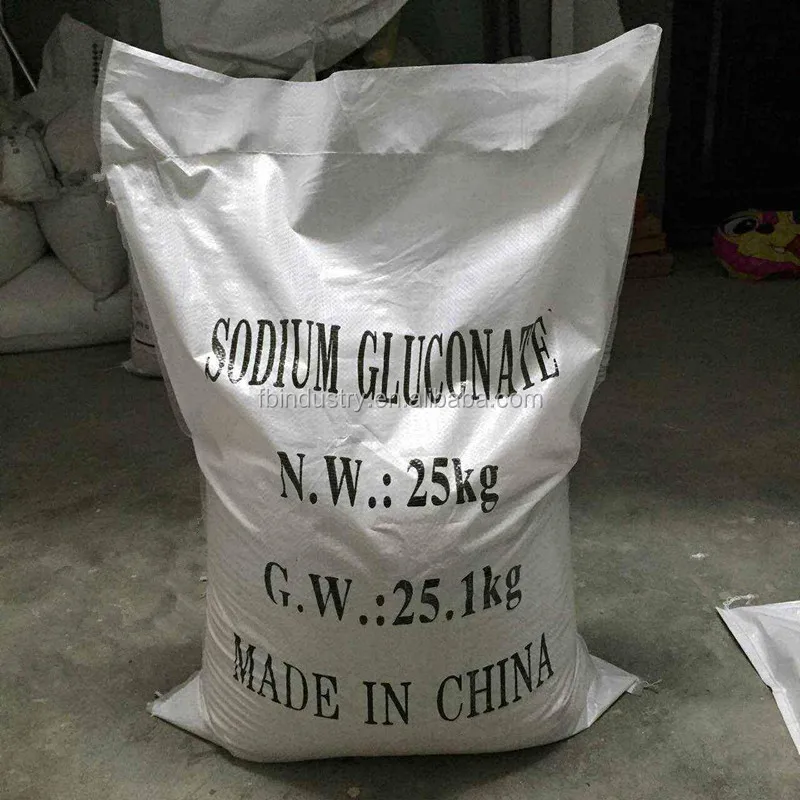 SODIUM GLUCONATE
fbindustry.en.alibaba.com
N.W.: 25kg
G.W.:25.1kg
MADE IN CHINA